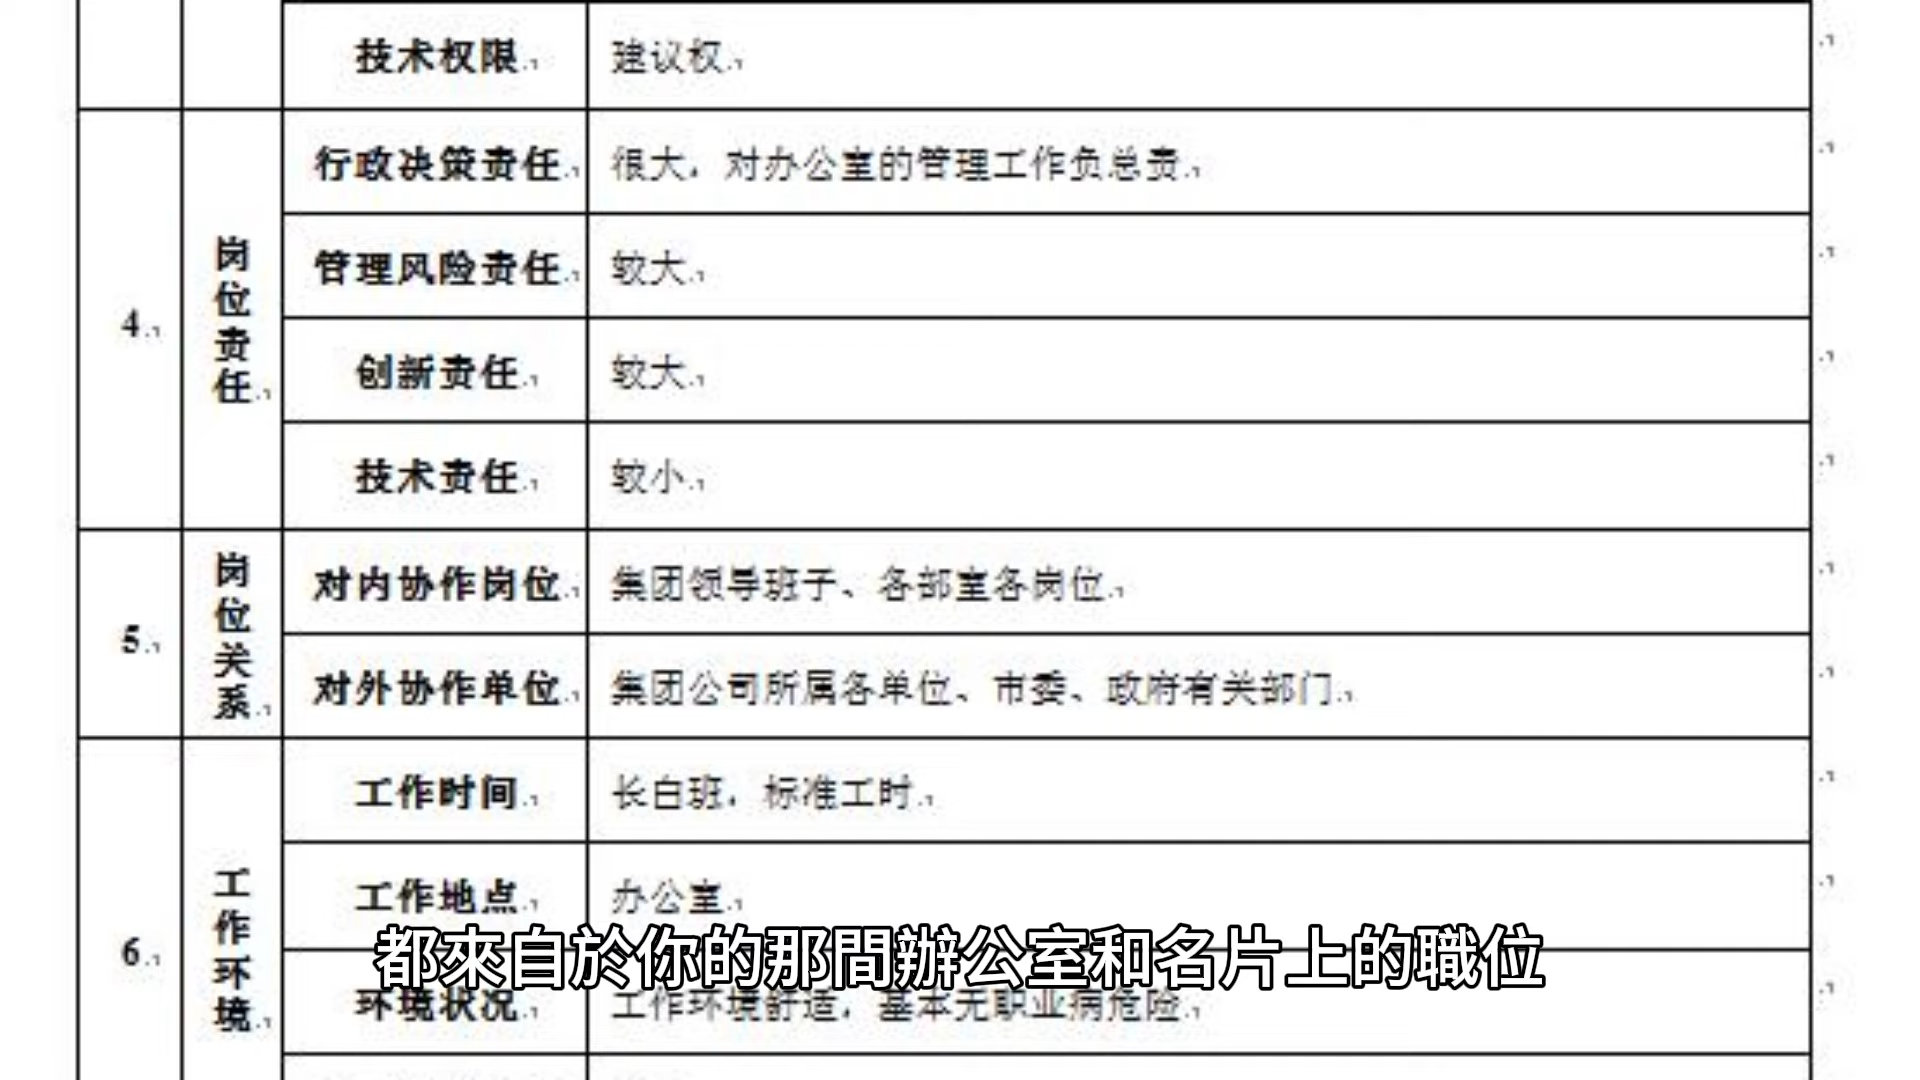 技术权限 建议权
4 岗位责任
行政决策责任 很大，对办公室的管理工作负总责
管理风险责任 较大
创新责任 较大
技术责任 较小
5 岗位关系
对内协作岗位 集团领导班子、各部室各岗位
对外协作单位 集团公司所属各单位、市委、政府有关部门
6 工作环境
工作时间 长白班，标准工时
工作地点 办公室
环境状况 工作环境舒适，基本无职业病危险
都來自於你的那間辦公室和名片上的職位